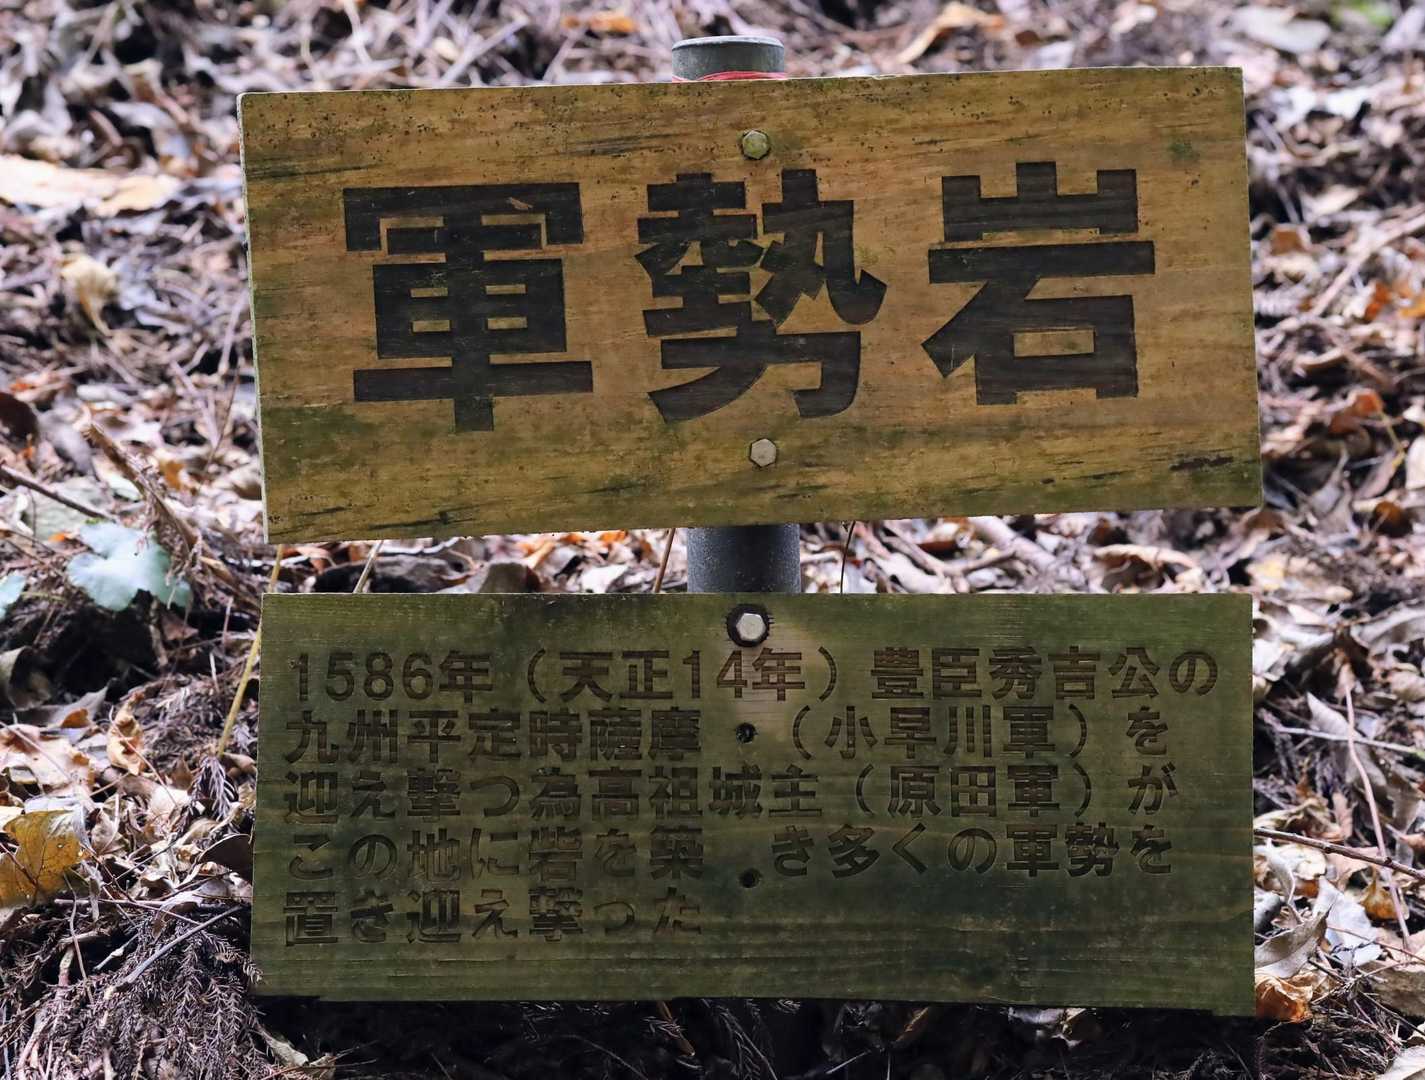 軍勢岩
1586年（天正14年）豊臣秀吉公の
九州平定時薩摩（小早川軍）を
迎え撃つ為高祖城主（原田軍）が
この地に砦を築き多くの軍勢を
置き迎え撃った